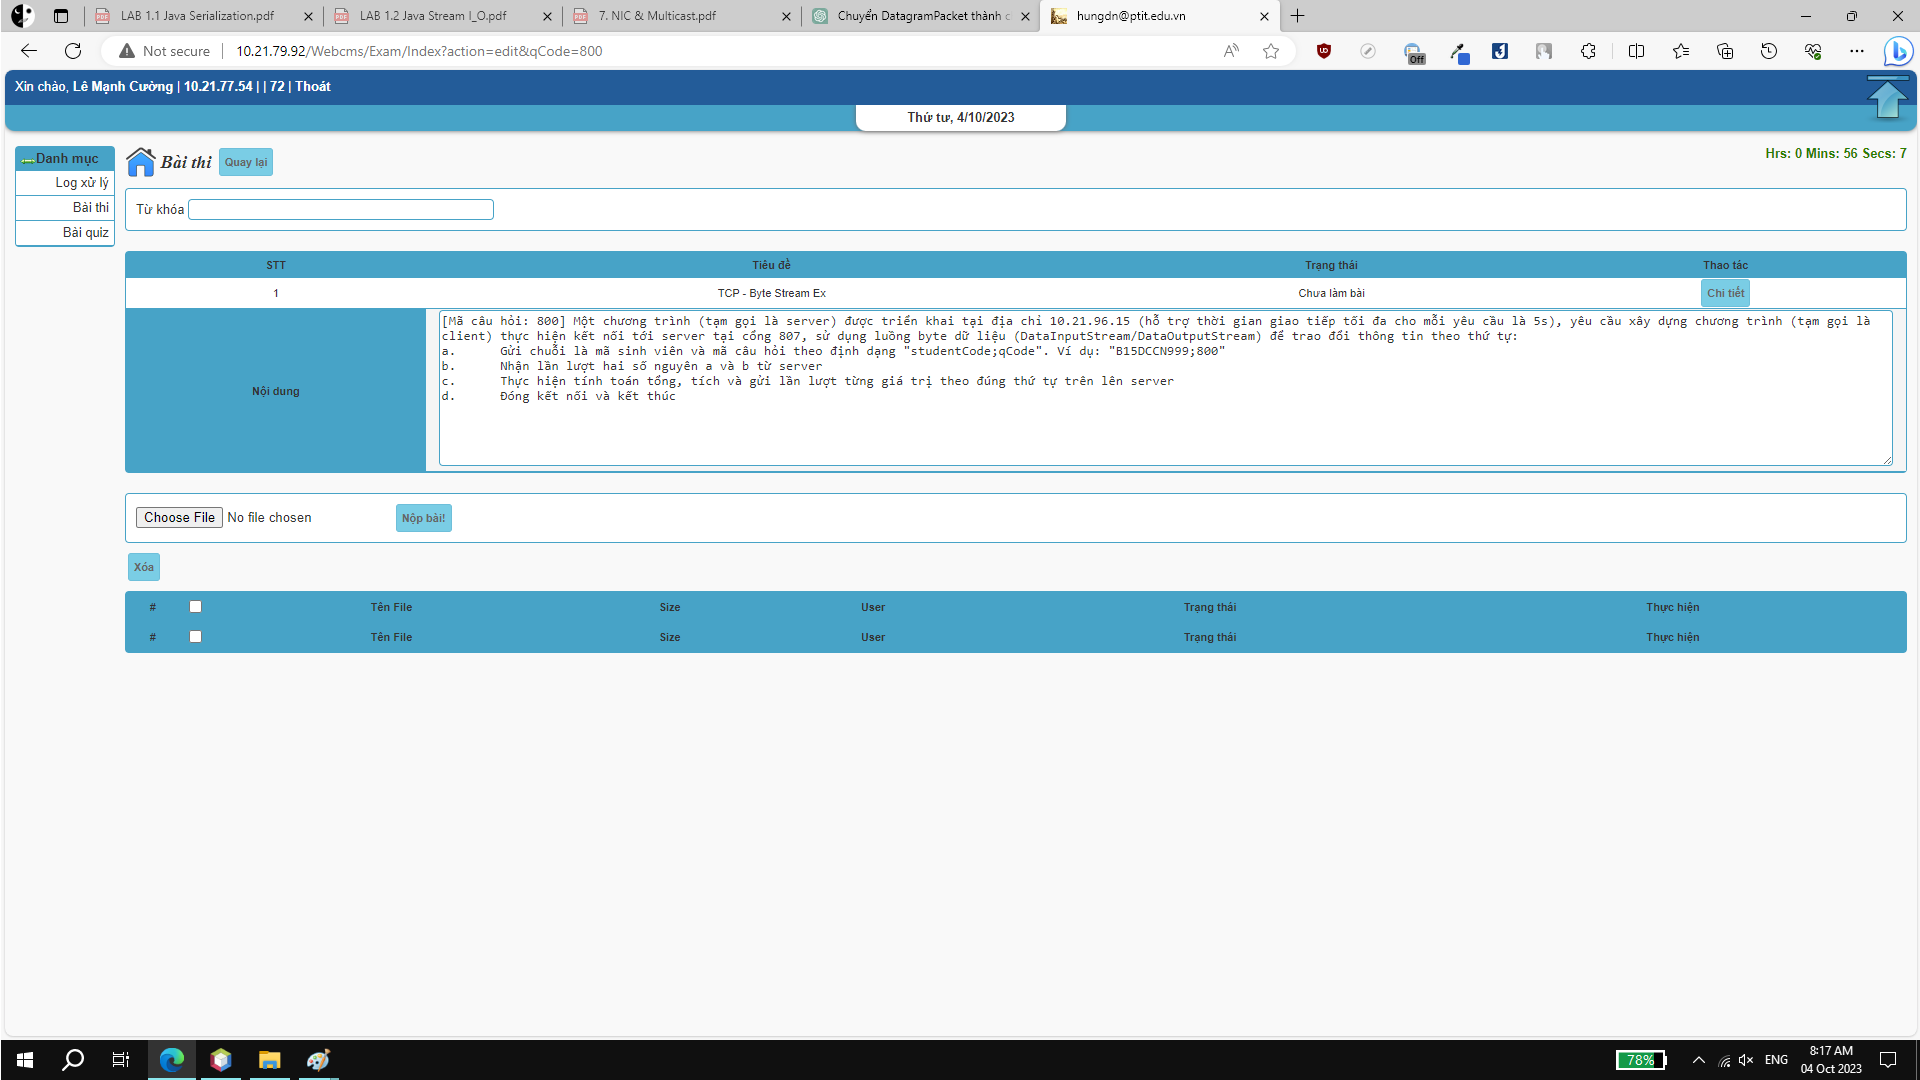 LAB 1.1 Java Serialization.pdf
LAB 1.2 Java Stream I_O.pdf
7. NIC & Multicast.pdf
Chuyển DatagramPacket thành c
hungdn@ptit.edu.vn
Not secure
10.21.79.92/Webcms/Exam/Index?action=edit&qCode=800
Off
Xin chào, Lê Mạnh Cường | 10.21.77.54 | | 72 | Thoát
Thứ tư, 4/10/2023
Danh mục
Log xử lý
Bài thi
Bài quiz
Bài thi
Quay lại
Hrs: 0 Mins: 56 Secs: 7
Từ khóa
STT Tiêu đề Trạng thái Thao tác
1 TCP - Byte Stream Ex Chưa làm bài Chi tiết
Nội dung
[Mã câu hỏi: 800] Một chương trình (tạm gọi là server) được triển khai tại địa chỉ 10.21.96.15 (hỗ trợ thời gian giao tiếp tối đa cho mỗi yêu cầu là 5s), yêu cầu xây dựng chương trình (tạm gọi là
client) thực hiện kết nối tới server tại cổng 807, sử dụng luồng byte dữ liệu (DataInputStream/DataOutputStream) để trao đổi thông tin theo thứ tự:
a. Gửi chuỗi là mã sinh viên và mã câu hỏi theo định dạng "studentCode;qCode". Ví dụ: "B15DCCN999;800"
b. Nhận lần lượt hai số nguyên a và b từ server
c. Thực hiện tính toán tổng, tích và gửi lần lượt từng giá trị theo đúng thứ tự trên lên server
d. Đóng kết nối và kết thúc
Choose File No file chosen
Nộp bài!
Xóa
# Tên File Size User Trạng thái Thực hiện
# Tên File Size User Trạng thái Thực hiện
78%
ENG
8:17 AM
04 Oct 2023